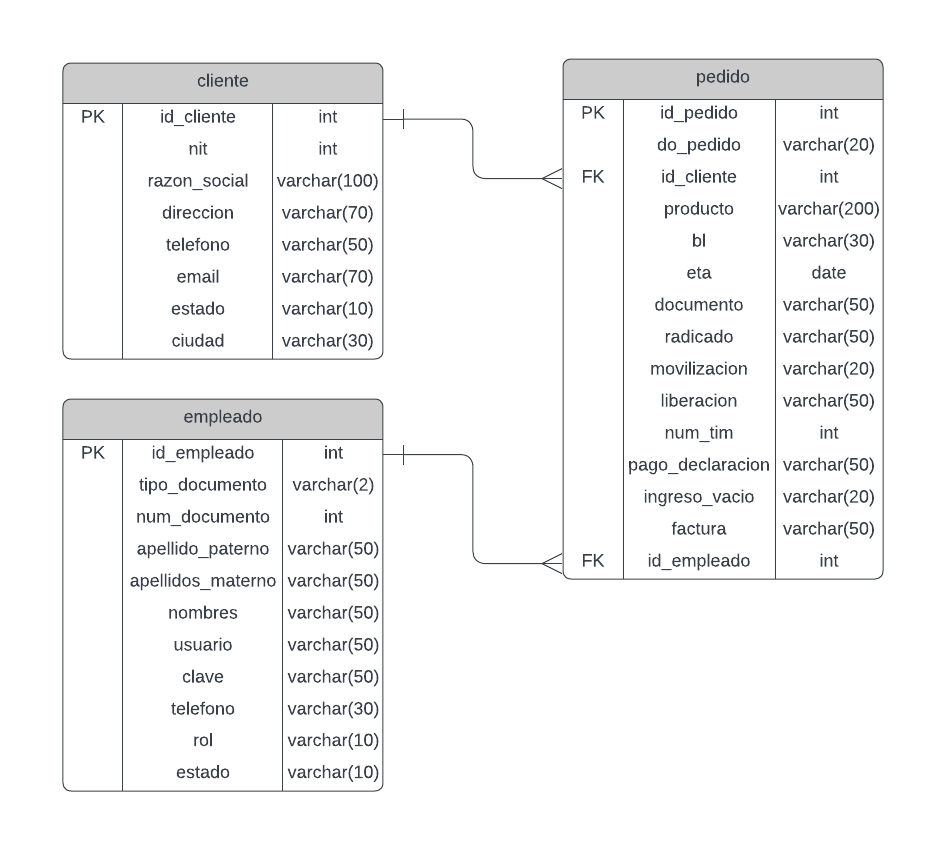 cliente
PK id_cliente int
nit int
razon_social varchar(100)
direccion varchar(70)
telefono varchar(50)
email varchar(70)
estado varchar(10)
ciudad varchar(30)
empleado
PK id_empleado int
tipo_documento varchar(2)
num_documento int
apellido_paterno varchar(50)
apellidos_materno varchar(50)
nombres varchar(50)
usuario varchar(50)
clave varchar(50)
telefono varchar(30)
rol varchar(10)
estado varchar(10)
pedido
PK id_pedido int
do_pedido varchar(20)
FK id_cliente int
producto varchar(200)
bl varchar(30)
eta date
documento varchar(50)
radicado varchar(50)
movilizacion varchar(20)
liberacion varchar(50)
num_tim int
pago_declaracion varchar(50)
ingreso_vacio varchar(20)
factura varchar(50)
FK id_empleado int